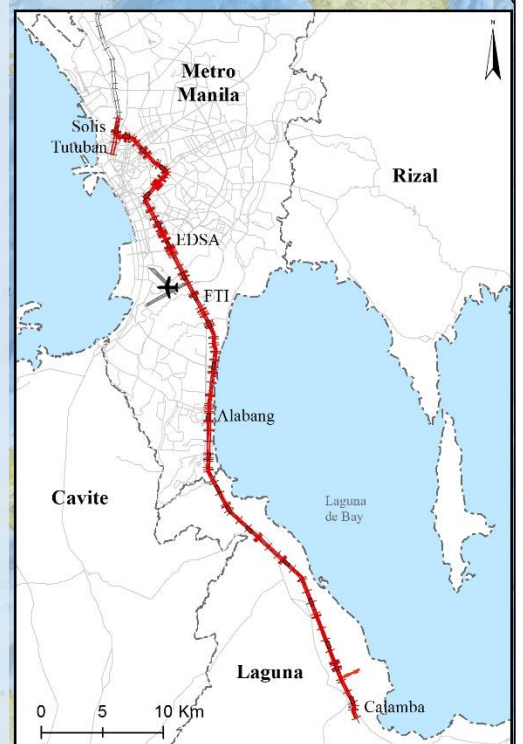 N
Metro
Manila
Solis
Tutuban
Rizal
EDSA
FTI
Alabang
Cavite
Laguna
de Bay
Laguna
Calamba
0 5 10 Km